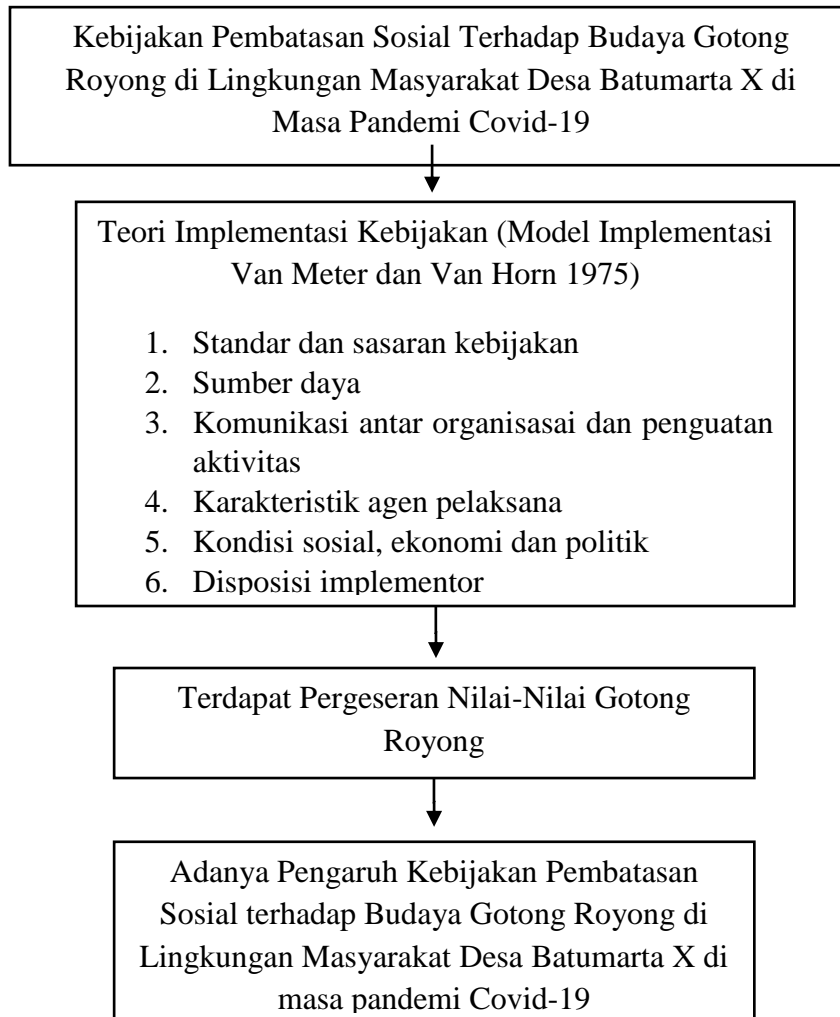 Kebijakan Pembatasan Sosial Terhadap Budaya Gotong
Royong di Lingkungan Masyarakat Desa Batumarta X di
Masa Pandemi Covid-19
Teori Implementasi Kebijakan (Model Implementasi
Van Meter dan Van Horn 1975)
1. Standar dan sasaran kebijakan
2. Sumber daya
3. Komunikasi antar organisasai dan penguatan
aktivitas
4. Karakteristik agen pelaksana
5. Kondisi sosial, ekonomi dan politik
6. Disposisi implementor
Terdapat Pergeseran Nilai-Nilai Gotong
Royong
Adanya Pengaruh Kebijakan Pembatasan
Sosial terhadap Budaya Gotong Royong di
Lingkungan Masyarakat Desa Batumarta X di
masa pandemi Covid-19